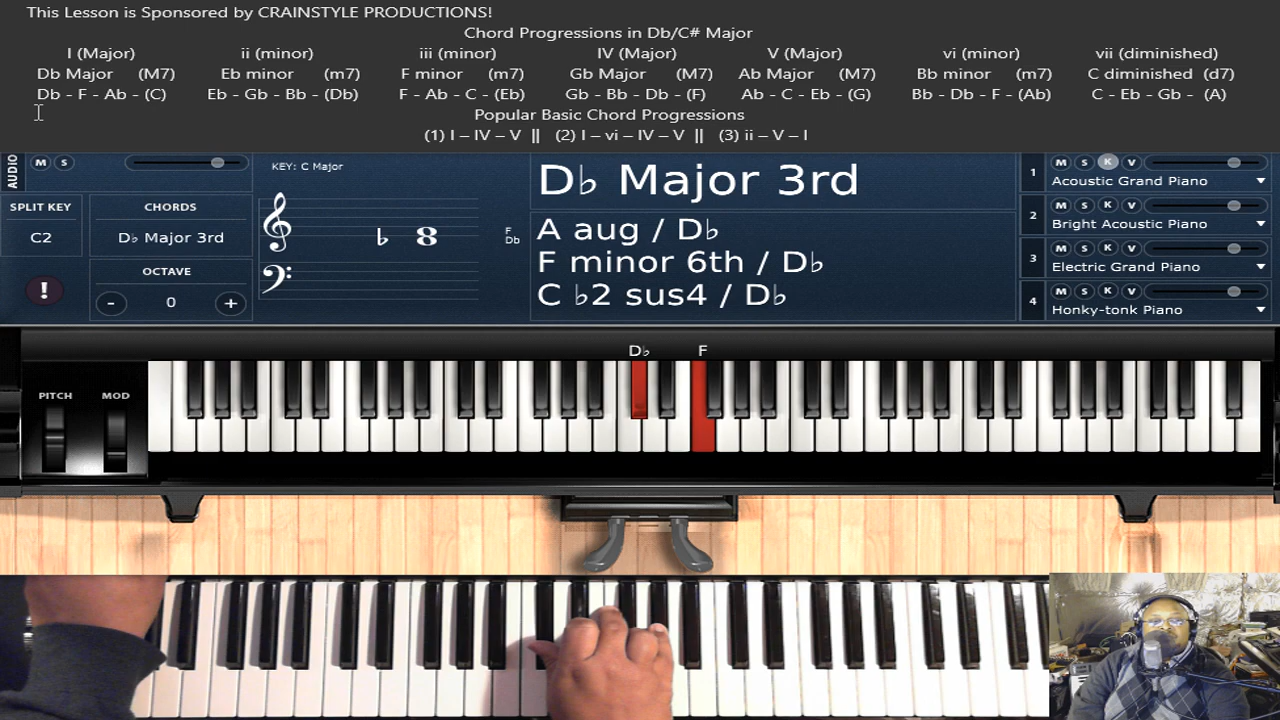 This Lesson is Sponsored by CRAINSTYLE PRODUCTIONS!
Chord Progressions in Db/C# Major
I (Major) ii (minor) iii (minor) IV (Major) V (Major) vi (minor) vii (diminished)
Db Major (M7) Eb minor (m7) F minor (m7) Gb Major (M7) Ab Major (M7) Bb minor (m7) C diminished (d7)
Db - F - Ab - (C) Eb - Gb - Bb - (Db) F - Ab - C - (Eb) Gb - Bb - Db - (F) Ab - C - Eb - (G) Bb - Db - F - (Ab) C - Eb - Gb - (A)
Popular Basic Chord Progressions
(1) I – IV – V || (2) I – vi – IV – V || (3) ii – V – I
AUDIO
M S
SPLIT KEY
C2
!
CHORDS
D♭ Major 3rd
OCTAVE
- 0 +
KEY: C Major
F
Db
D♭ Major 3rd
A aug / D♭
F minor 6th / D♭
C ♭2 sus4 / D♭
1 M S K V
Acoustic Grand Piano
2 M S K V
Bright Acoustic Piano
3 M S K V
Electric Grand Piano
4 M S K V
Honky-tonk Piano
D♭ F
PITCH MOD